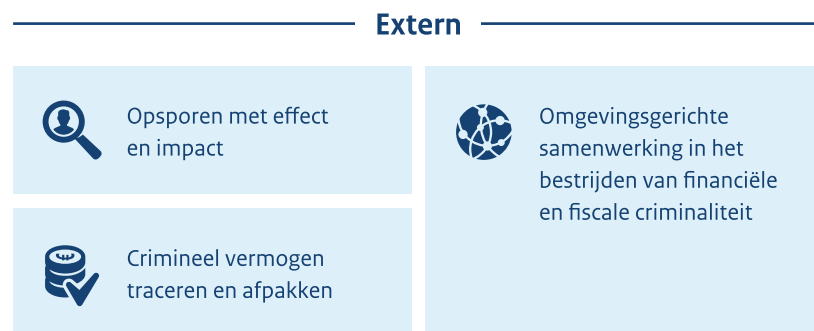 Extern
Opsporen met effect
en impact
Crimineel vermogen
traceren en afpakken
Omgevingsgerichte
samenwerking in het
bestrijden van financiële
en fiscale criminaliteit